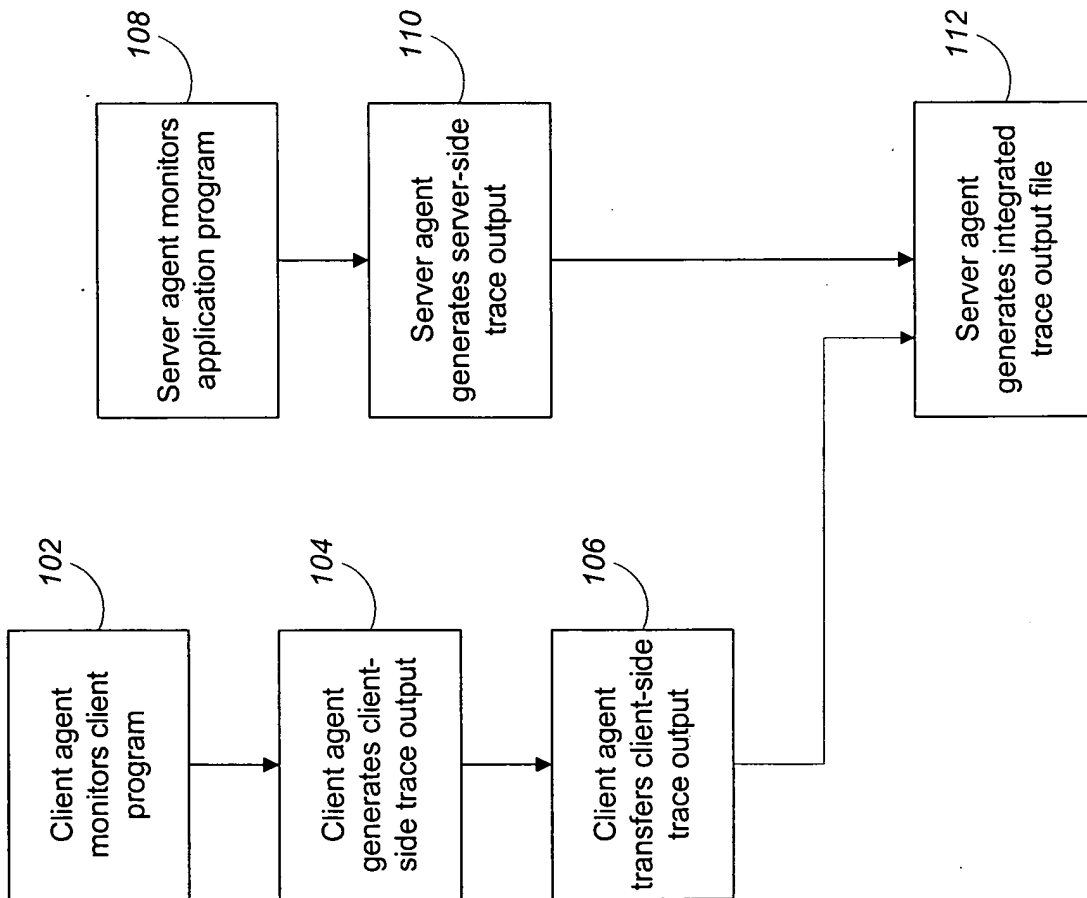 102
Client agent
monitors client
program
104
Client agent
generates client-
side trace output
106
Client agent
transfers client-side
trace output
108
Server agent monitors
application program
110
Server agent
generates server-side
trace output
112
Server agent
generates integrated
trace output file